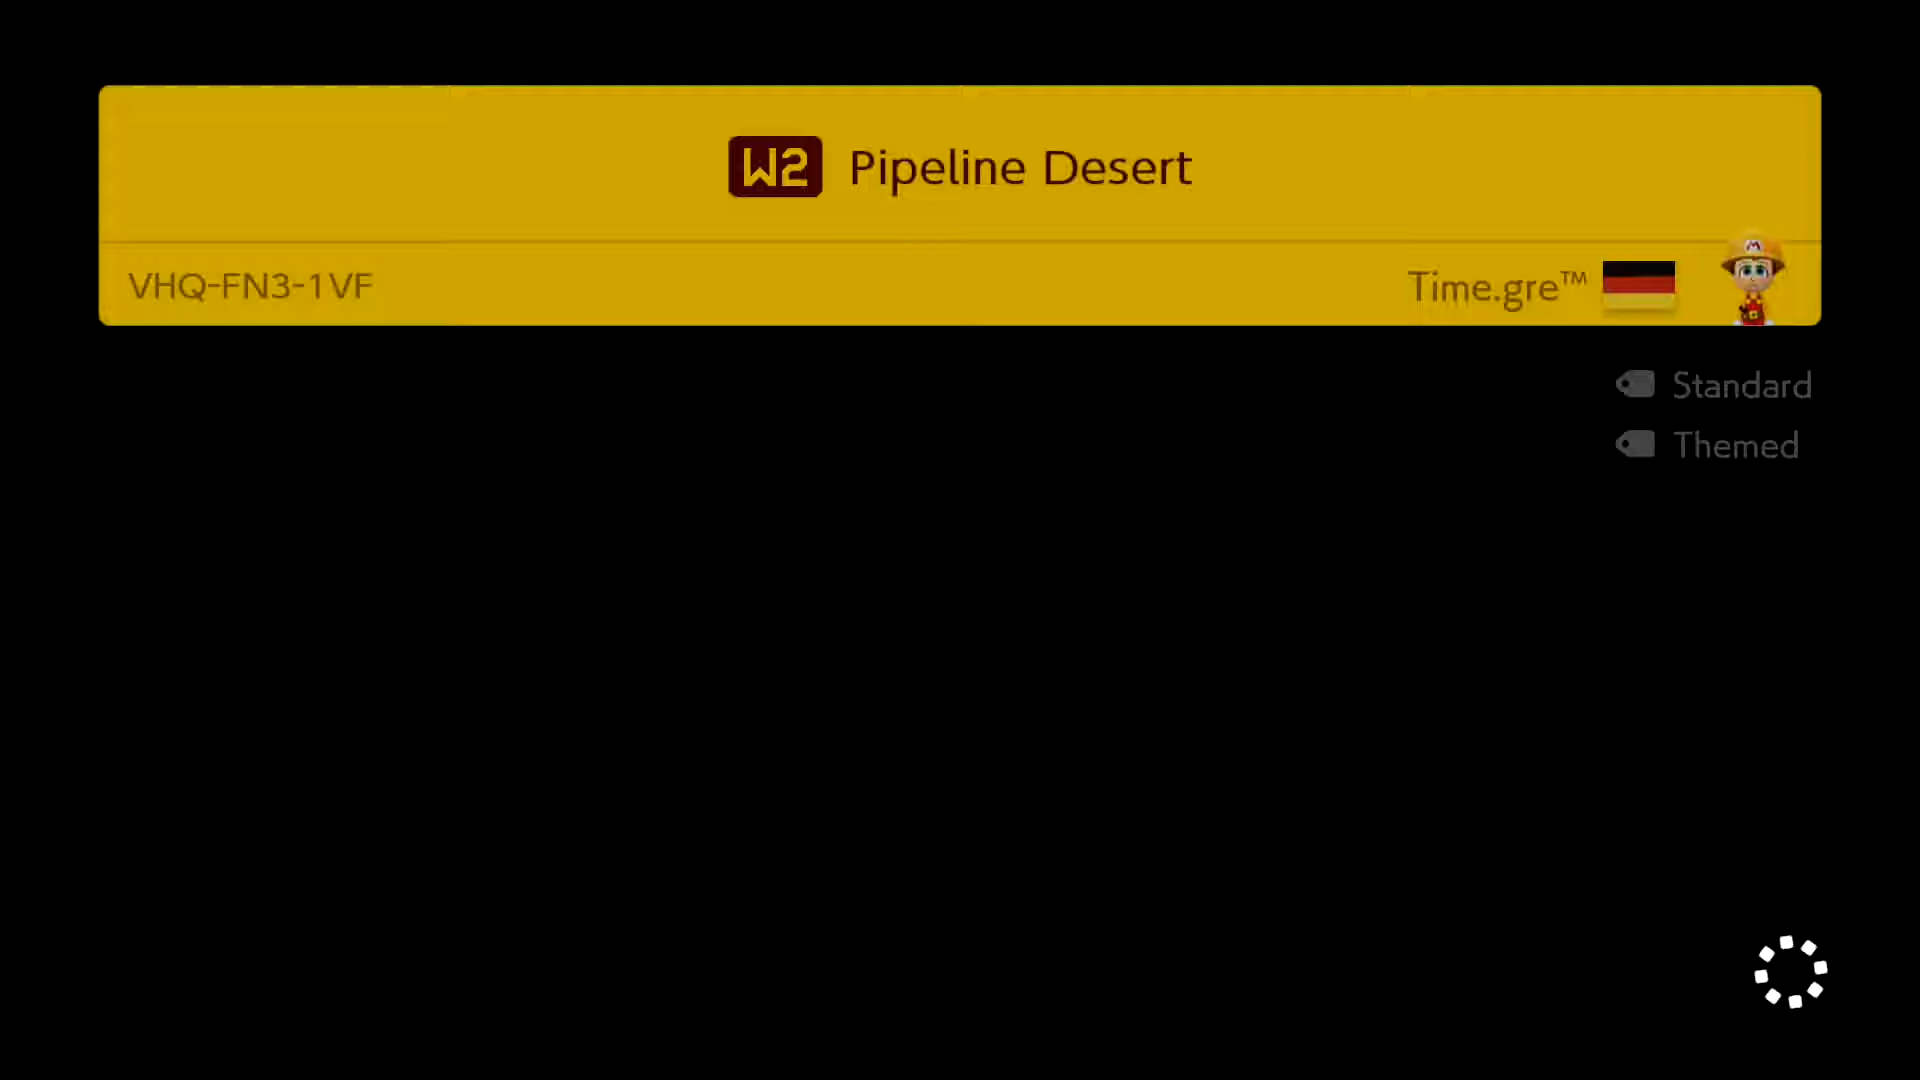 W2 Pipeline Desert
VHQ-FN3-1VF
Time.gre™
Standard
Themed